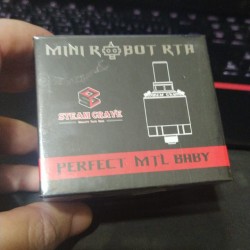 MINI ROBOT RTA
STEAM CRAVE
PERFECT MTL BABY